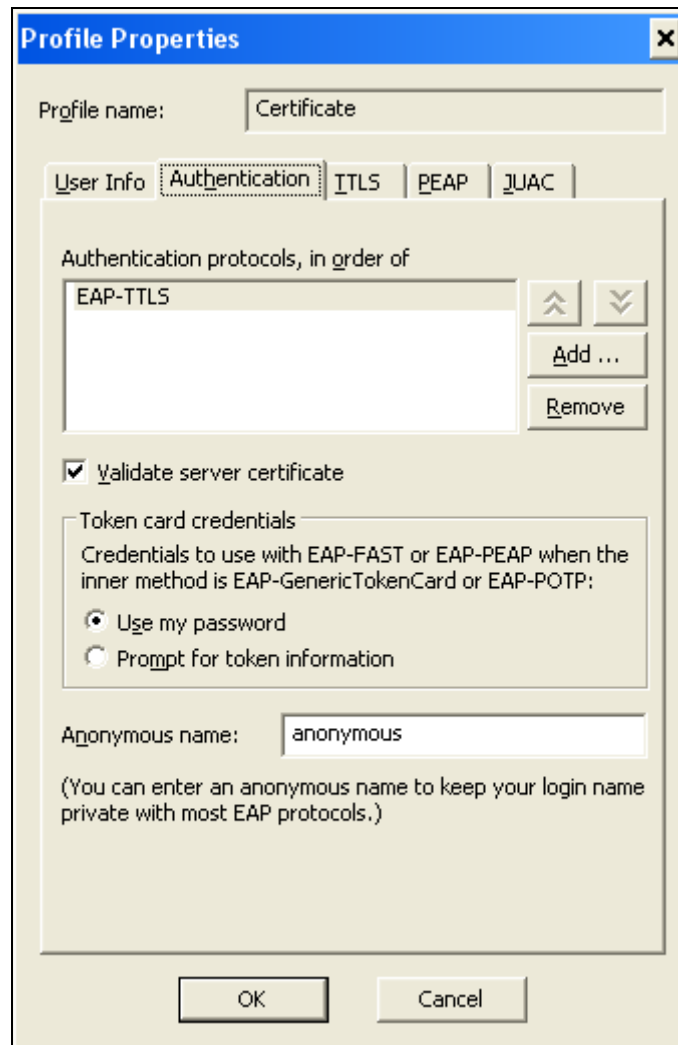 Profile Properties
Profile name: Certificate
User Info Authentication TTLS PEAP JUAC
Authentication protocols, in order of
EAP-TTLS
Add ...
Remove
Validate server certificate
Token card credentials
Credentials to use with EAP-FAST or EAP-PEAP when the
inner method is EAP-GenericTokenCard or EAP-POTP:
Use my password
Prompt for token information
Anonymous name: anonymous
(You can enter an anonymous name to keep your login name
private with most EAP protocols.)
OK Cancel